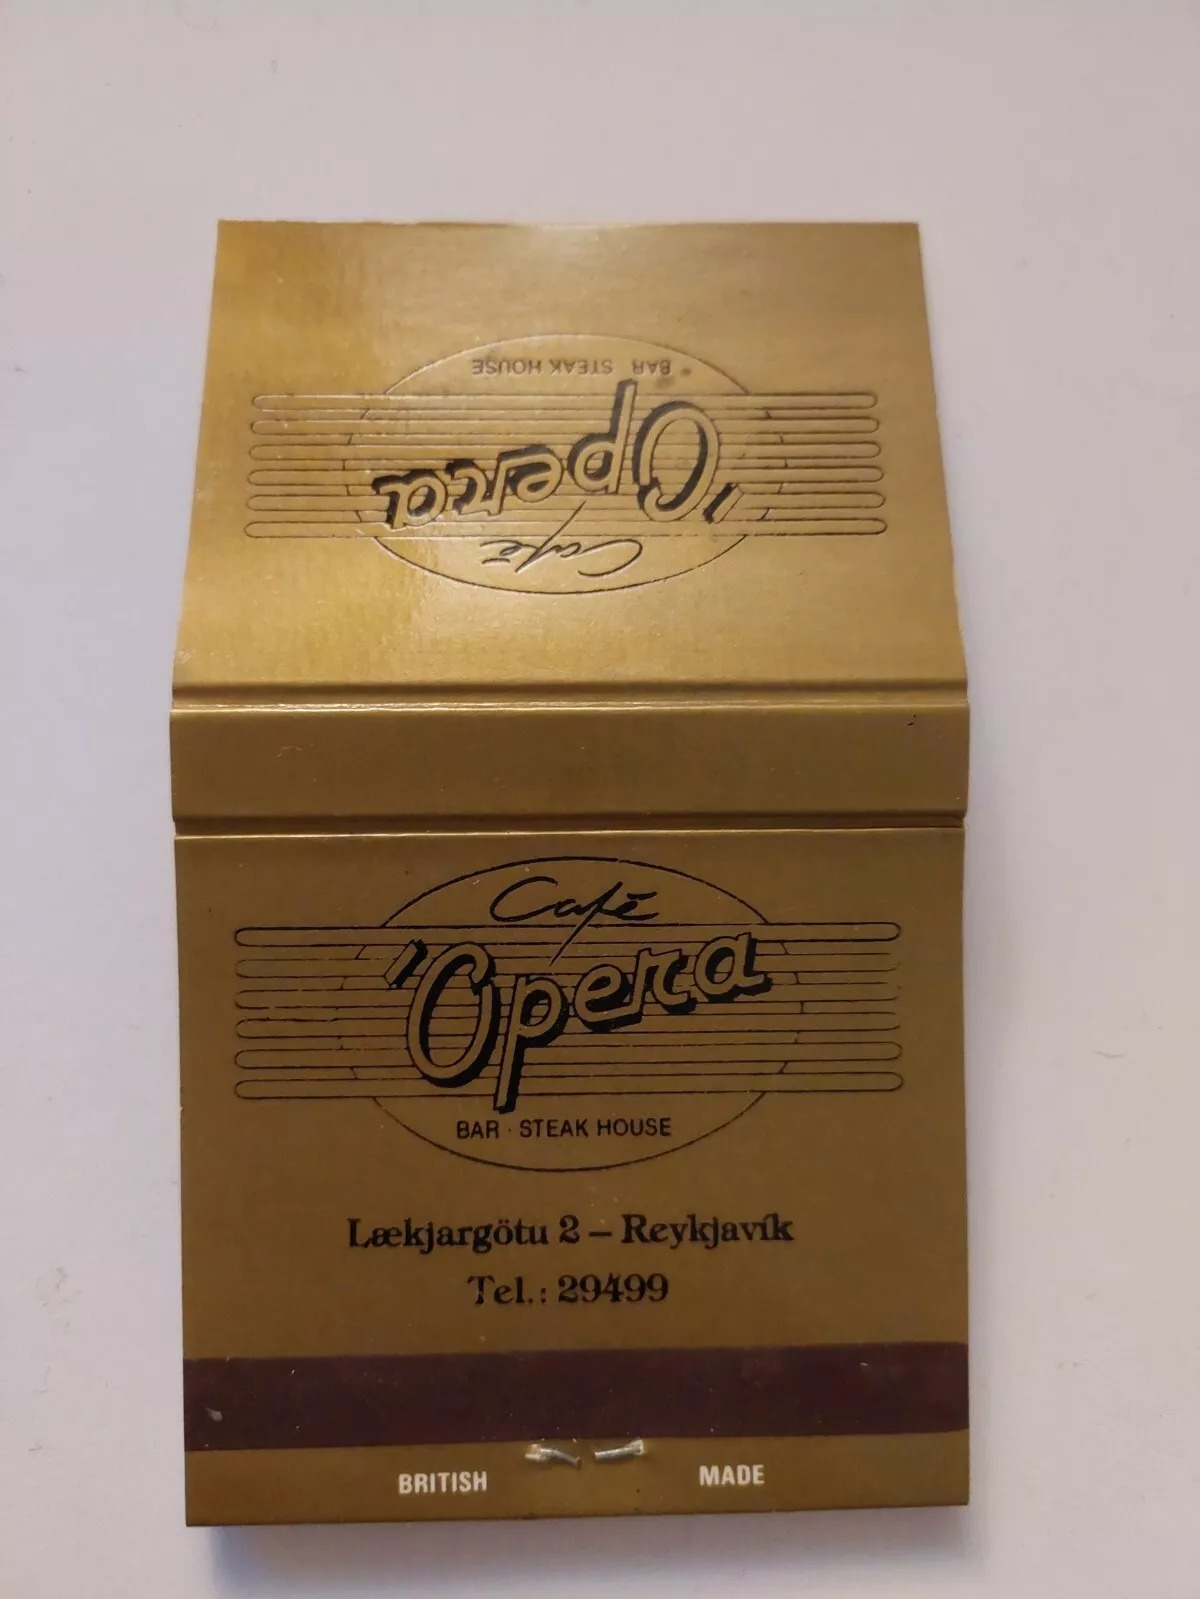 BAR · STEAK HOUSE
'Opera
Café
Café
'Opera
BAR · STEAK HOUSE
Lækjargötu 2 – Reykjavík
Tel.: 29499
BRITISH MADE